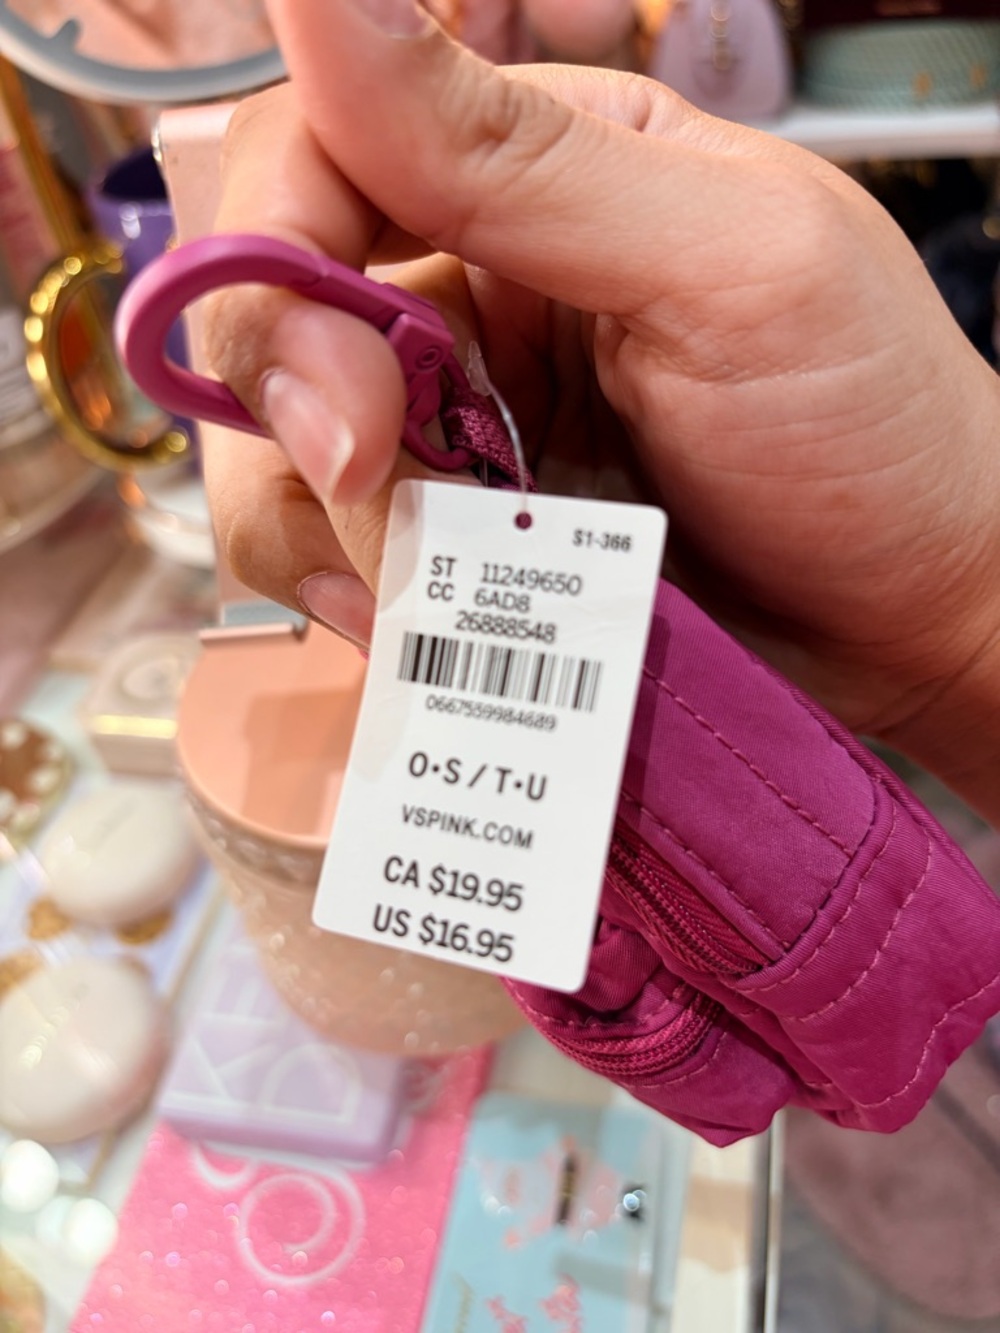 S1-366
ST 11249650
CC 6AD8
26888548
0667559984689
O•S / T•U
VSPINK.COM
CA $19.95
US $16.95